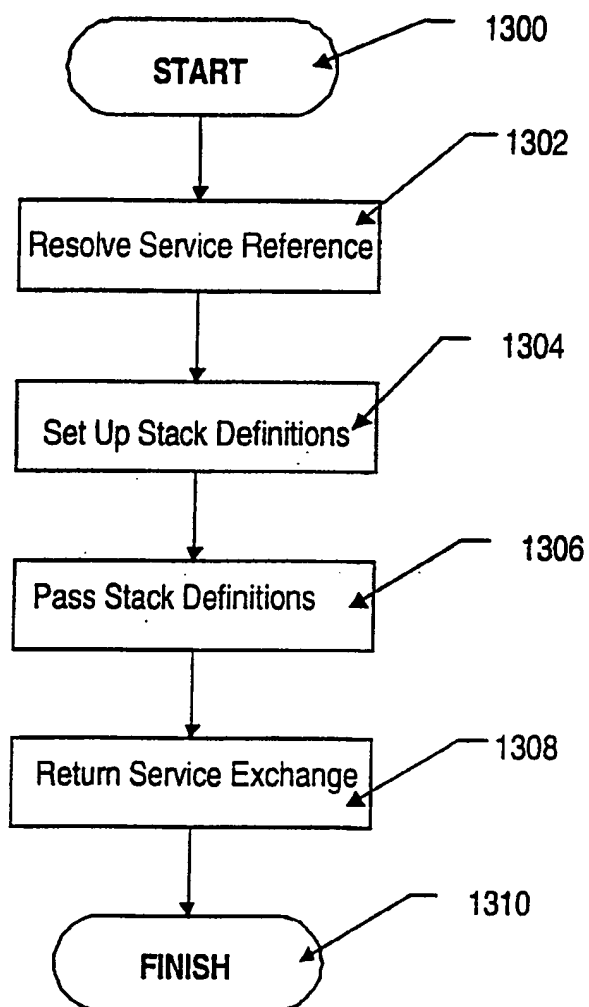 1300
START
1302
Resolve Service Reference
1304
Set Up Stack Definitions
1306
Pass Stack Definitions
1308
Return Service Exchange
1310
FINISH